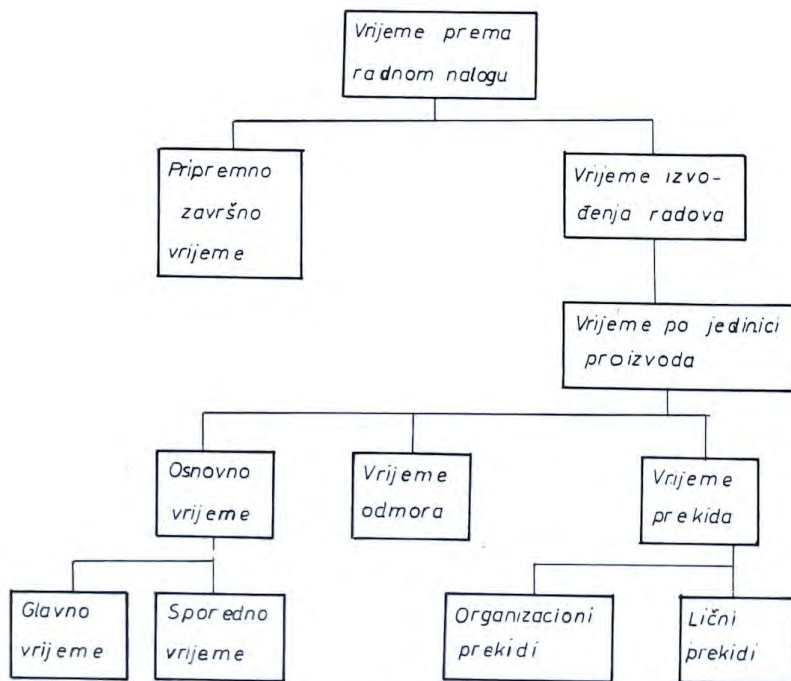 Vrijeme prema
radnom nalogu
Pripremno
završno
vrijeme
Vrijeme izvo-
đenja radova
Vrijeme po jedinici
proizvoda
Osnovno
vrijeme
Vrijeme
odmora
Vrijeme
prekida
Glavno
vrijeme
Sporedno
vrijeme
Organizacioni
prekidi
Lični
prekidi